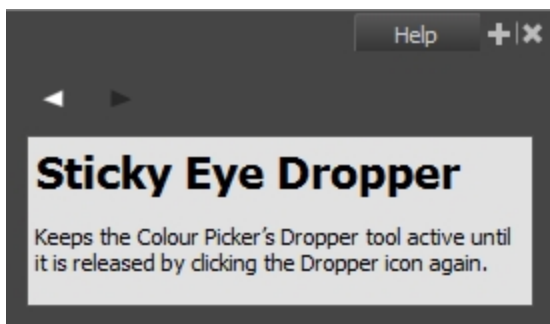 Help
Sticky Eye Dropper
Keeps the Colour Picker’s Dropper tool active until
it is released by clicking the Dropper icon again.